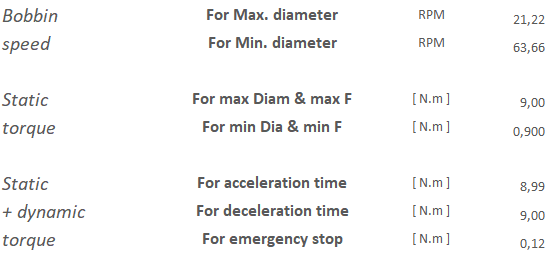 Bobbin For Max. diameter RPM 21,22
speed For Min. diameter RPM 63,66
Static For max Diam & max F [ N.m ] 9,00
torque For min Dia & min F [ N.m ] 0,900
Static For acceleration time [ N.m ] 8,99
+ dynamic For deceleration time [ N.m ] 9,00
torque For emergency stop [ N.m ] 0,12